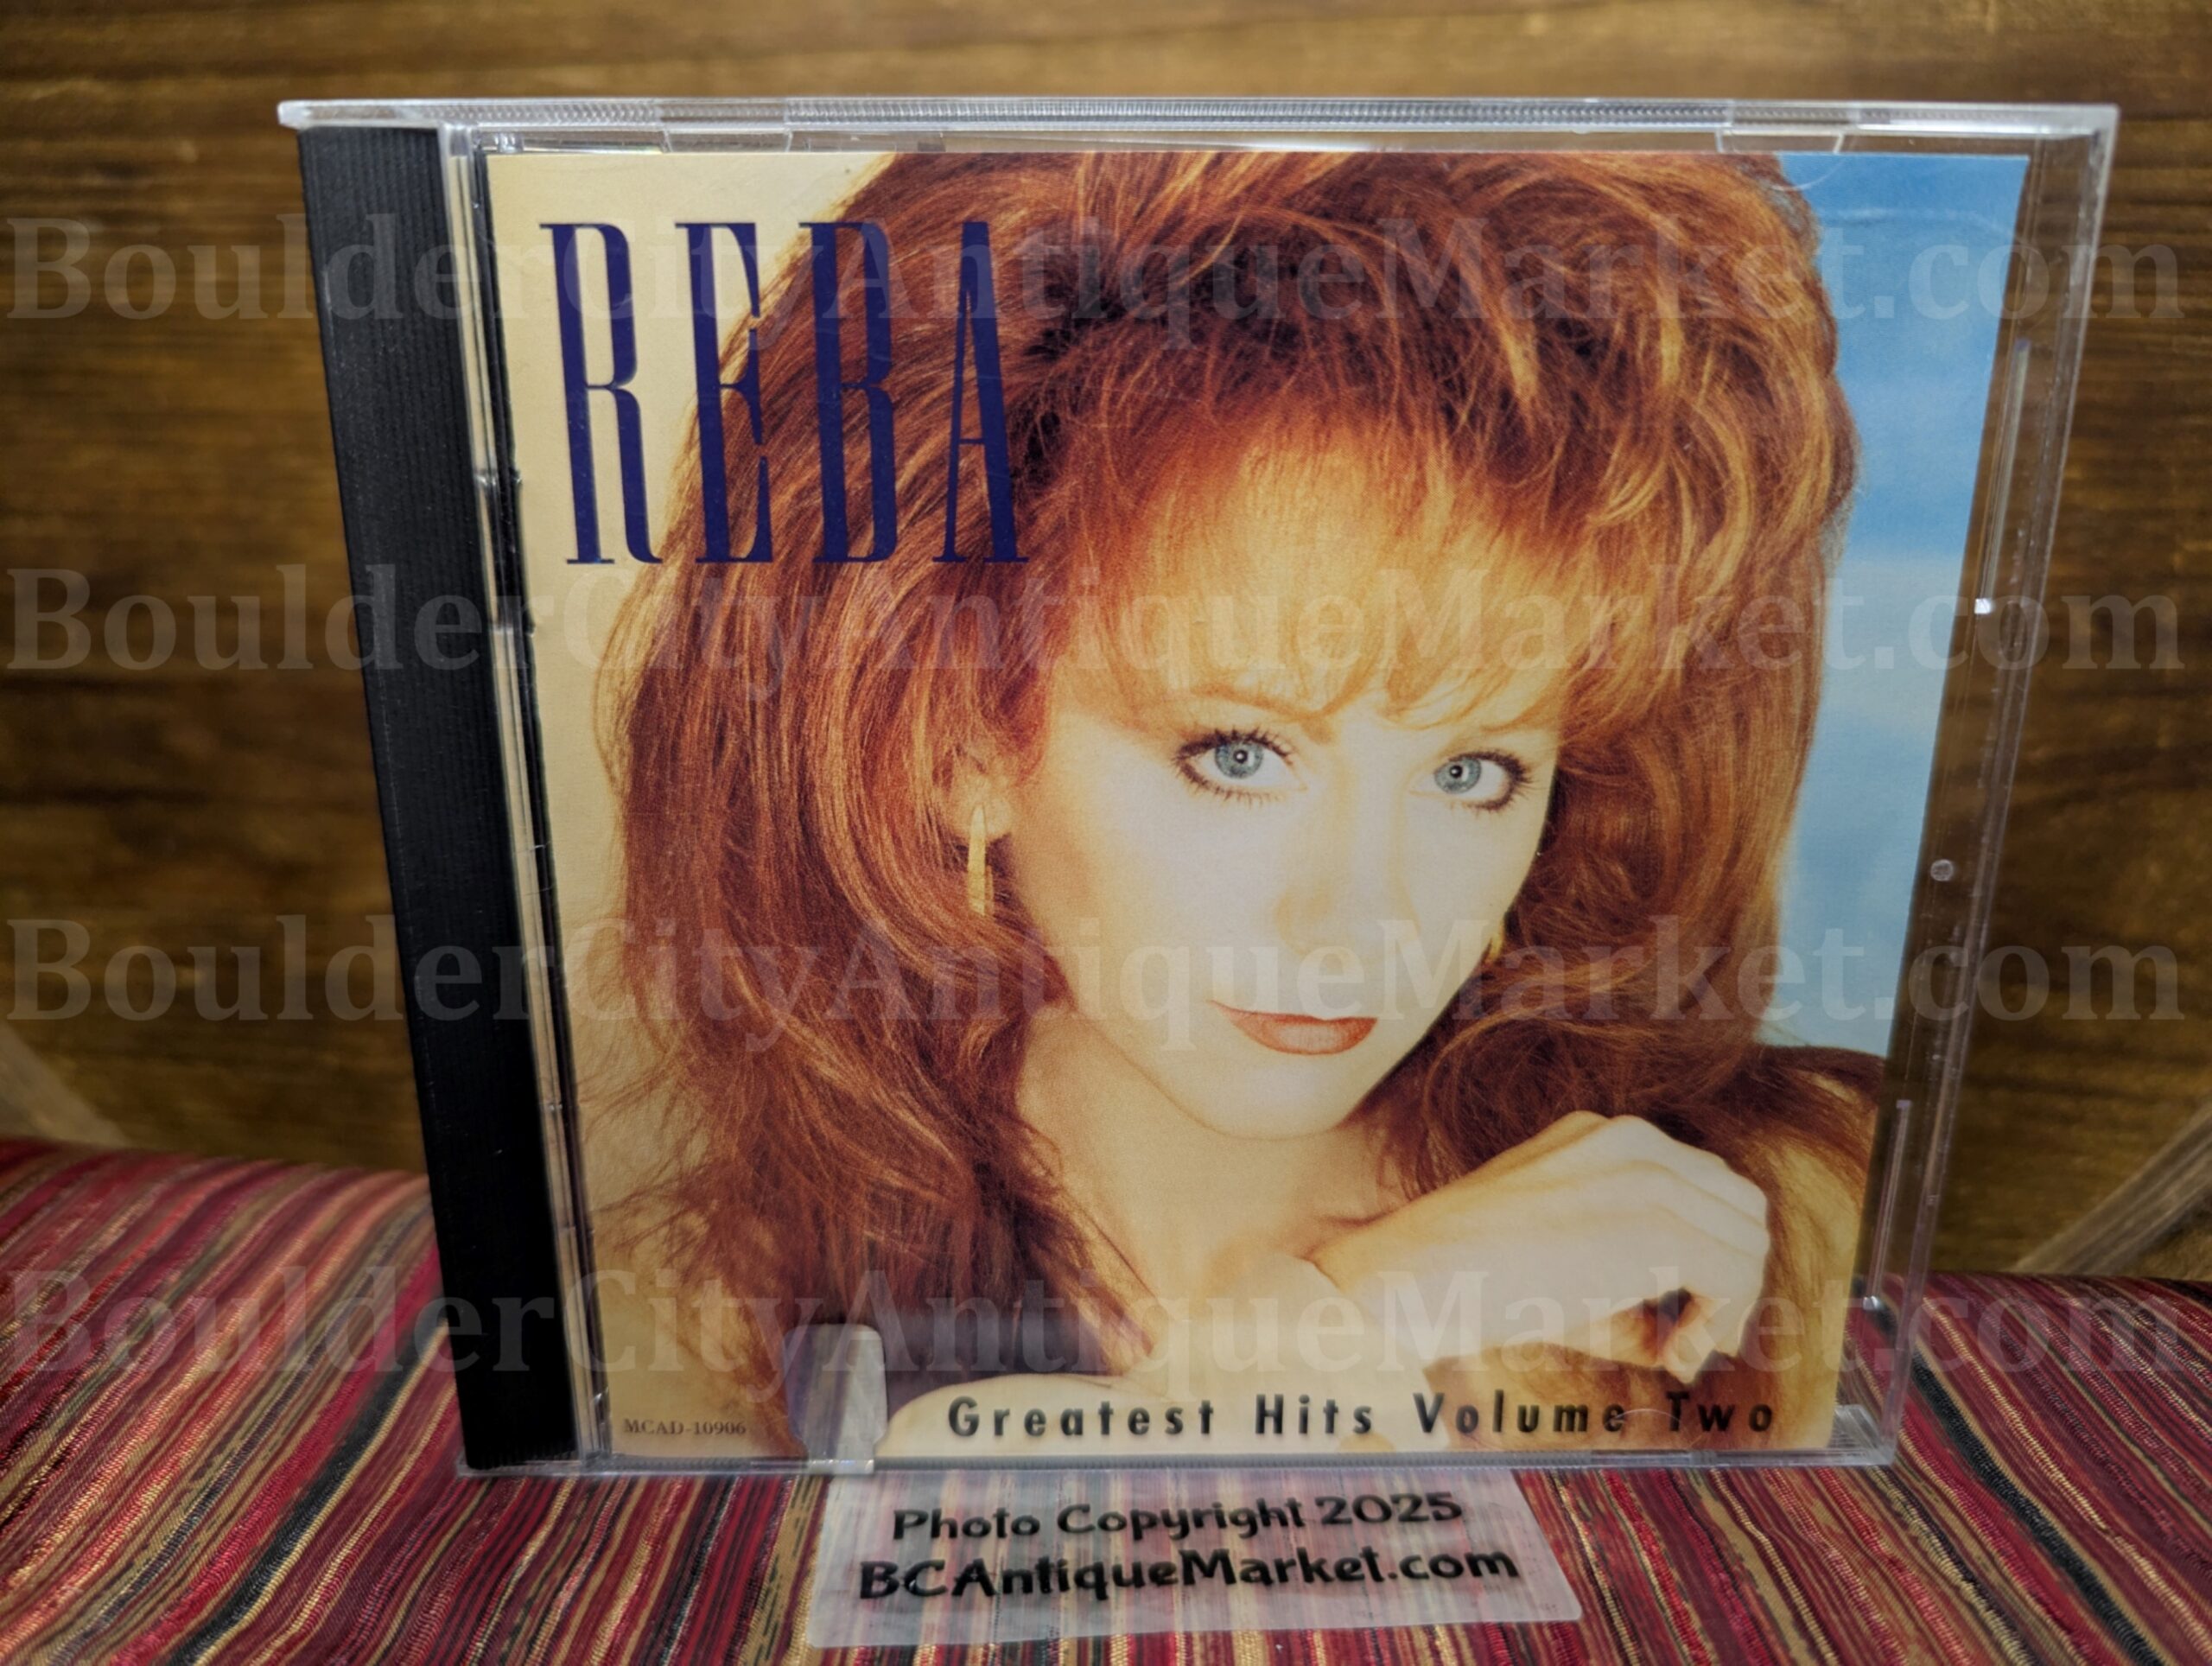 BoulderCityAntiqueMarket.com
REBA
BoulderCityAntiqueMarket.com
BoulderCityAntiqueMarket.com
BoulderCityAntiqueMarket.com
MCAD-10906
Greatest Hits Volume Two
Photo Copyright 2025
BCAntiqueMarket.com